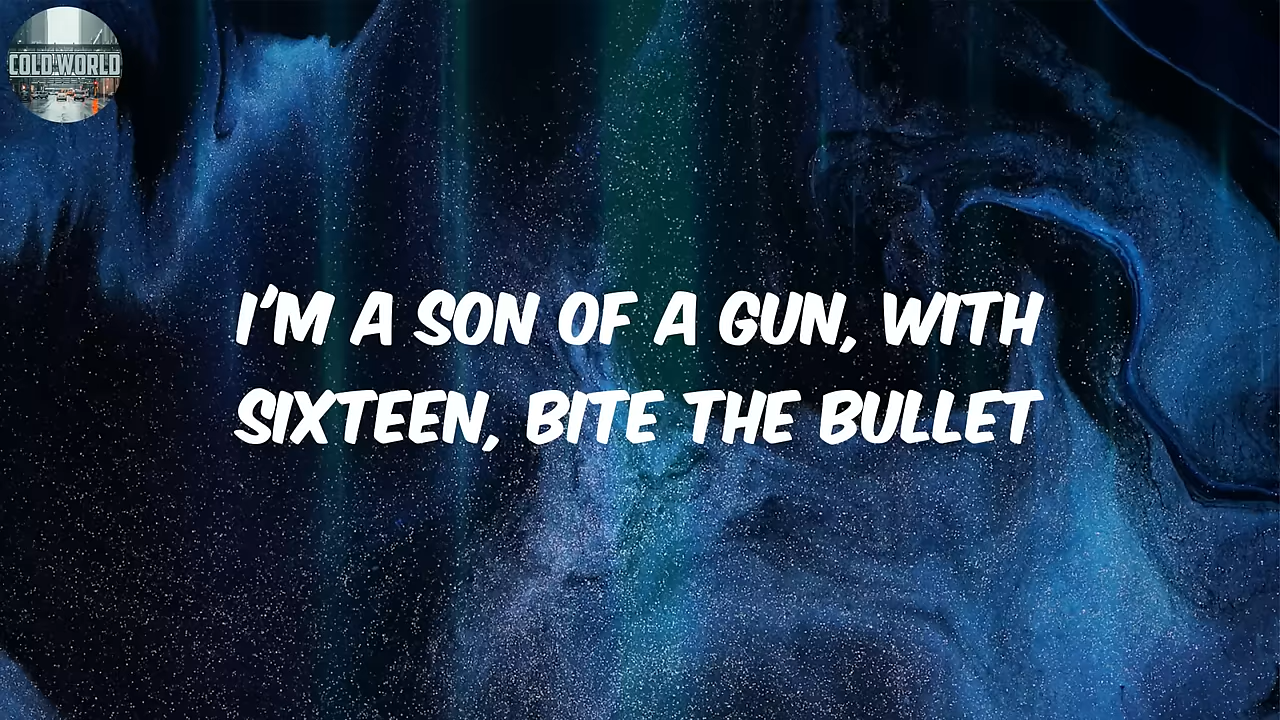 COLD WORLD
I'M A SON OF A GUN, WITH
SIXTEEN, BITE THE BULLET